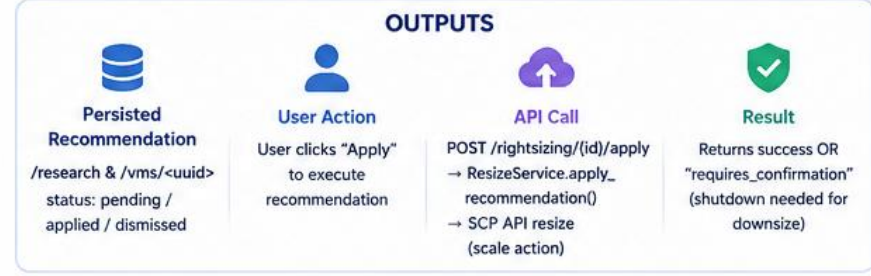 OUTPUTS
Persisted
Recommendation
/research & /vms/<uuid>
status: pending /
applied / dismissed
User Action
User clicks “Apply”
to execute
recommendation
API Call
POST /rightsizing/(id)/apply
→ ResizeService.apply_
recommendation()
→ SCP API resize
(scale action)
Result
Returns success OR
“requires_confirmation”
(shutdown needed for
downsize)